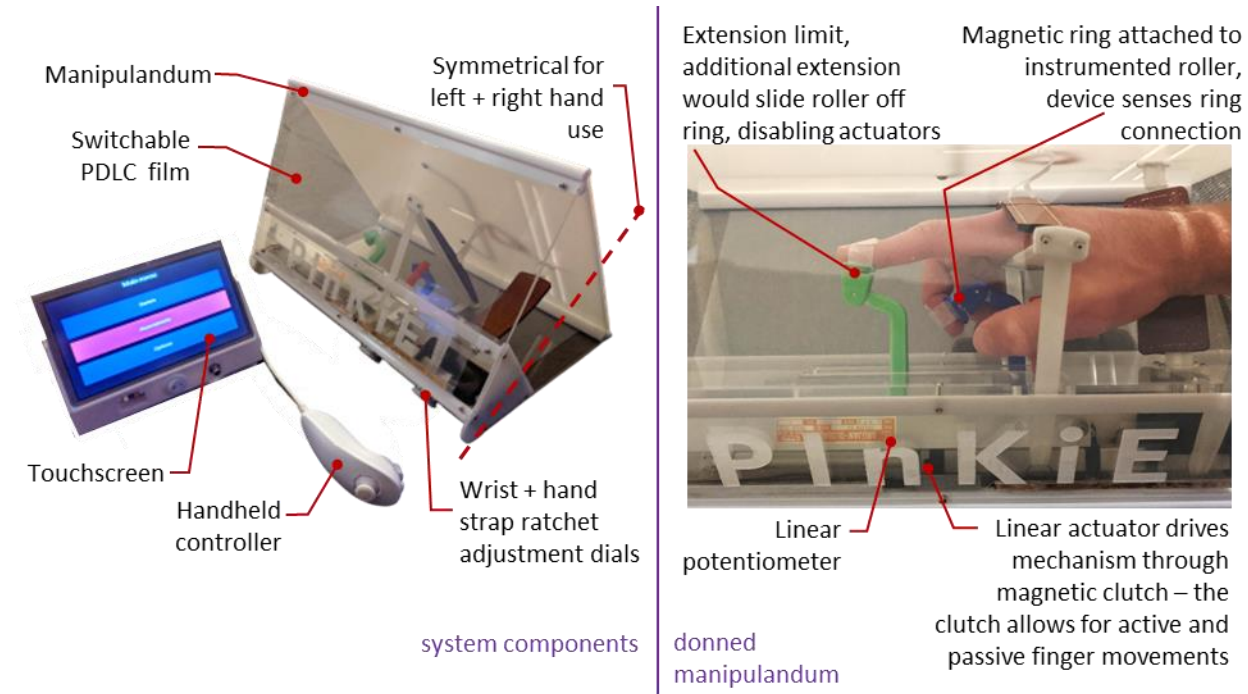 Manipulandum
Switchable
PDLC film
Symmetrical for
left + right hand
use
Touchscreen
Handheld
controller
Wrist + hand
strap ratchet
adjustment dials
system components
Extension limit,
additional extension
would slide roller off
ring, disabling actuators
Magnetic ring attached to
instrumented roller,
device senses ring
connection
PInKiE
Linear
potentiometer
Linear actuator drives
mechanism through
magnetic clutch – the
clutch allows for active and
passive finger movements
donned
manipulandum